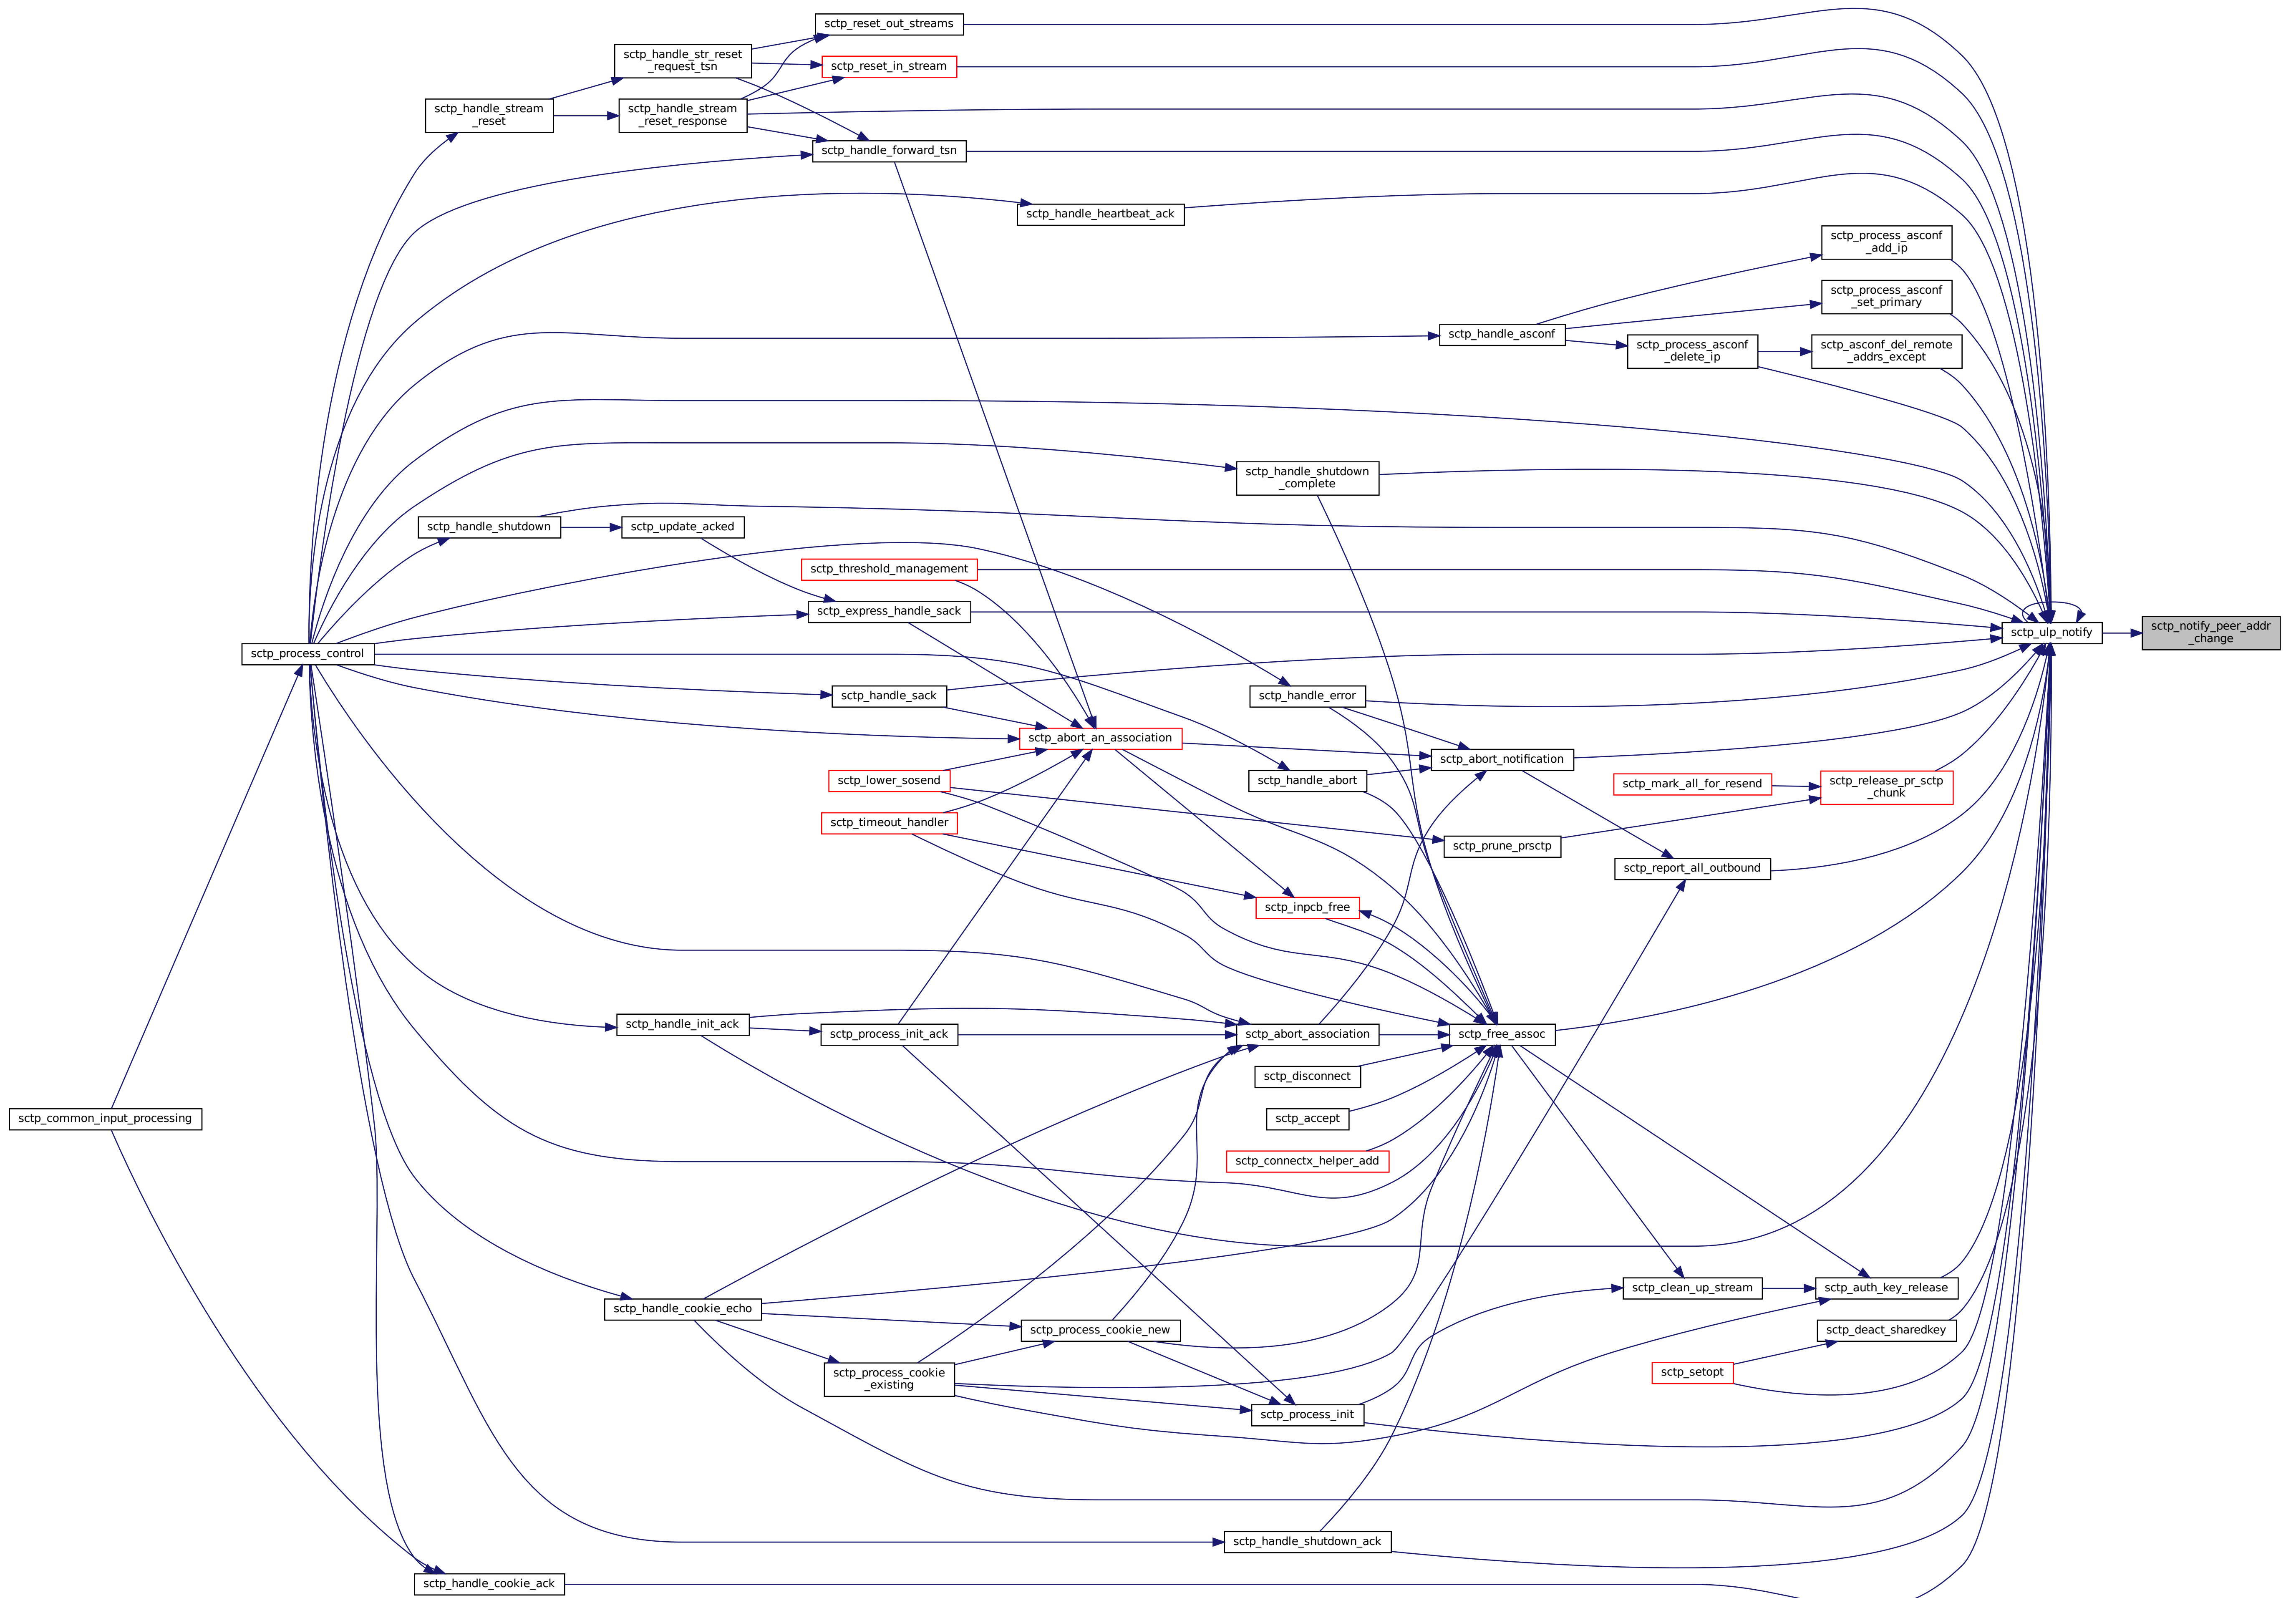 sctp_reset_out_streams
sctp_handle_str_reset
_request_tsn
sctp_reset_in_stream
sctp_handle_stream
_reset
sctp_handle_stream
_reset_response
sctp_handle_forward_tsn
sctp_handle_heartbeat_ack
sctp_process_asconf
_add_ip
sctp_process_asconf
_set_primary
sctp_handle_asconf
sctp_process_asconf
_delete_ip
sctp_asconf_del_remote
_addrs_except
sctp_handle_shutdown
_complete
sctp_handle_shutdown
sctp_update_acked
sctp_threshold_management
sctp_express_handle_sack
sctp_ulp_notify
sctp_notify_peer_addr
_change
sctp_process_control
sctp_handle_sack
sctp_handle_error
sctp_abort_an_association
sctp_abort_notification
sctp_lower_sosend
sctp_handle_abort
sctp_mark_all_for_resend
sctp_release_pr_sctp
_chunk
sctp_timeout_handler
sctp_prune_prsctp
sctp_report_all_outbound
sctp_inpcb_free
sctp_handle_init_ack
sctp_process_init_ack
sctp_abort_association
sctp_free_assoc
sctp_disconnect
sctp_common_input_processing
sctp_accept
sctp_connectx_helper_add
sctp_clean_up_stream
sctp_auth_key_release
sctp_handle_cookie_echo
sctp_process_cookie_new
sctp_deact_sharedkey
sctp_process_cookie
_existing
sctp_setopt
sctp_process_init
sctp_handle_shutdown_ack
sctp_handle_cookie_ack